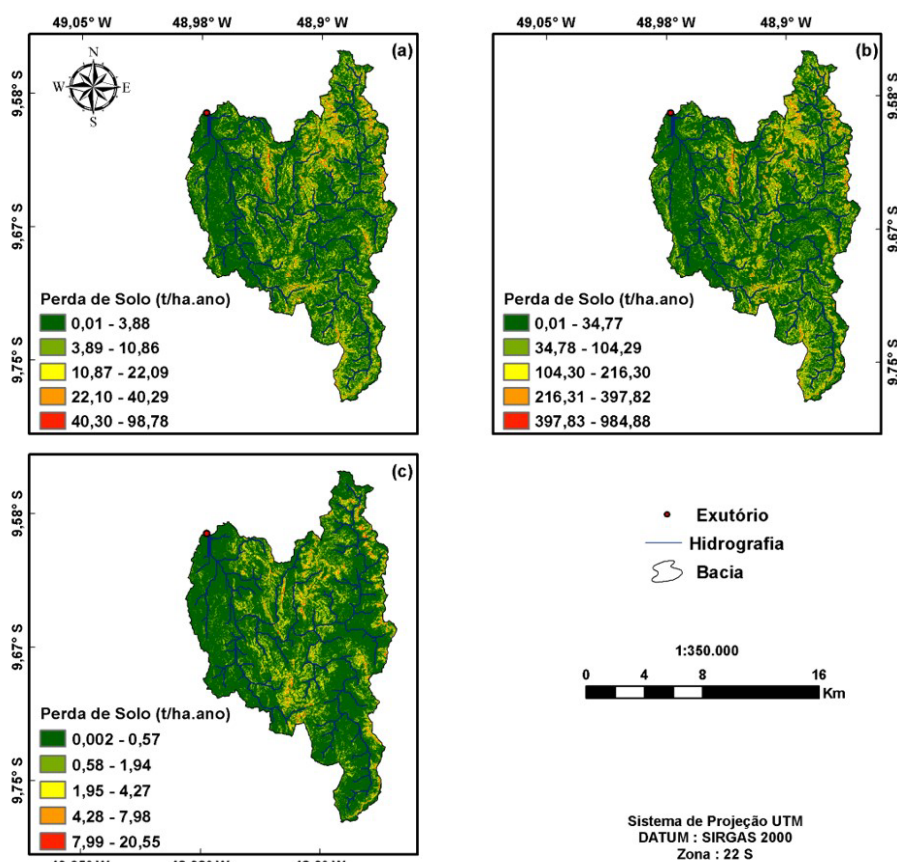 49,05° W 48,98° W 48,9° W
49,05° W 48,98° W 48,9° W
(a)
N
W E
S
9,58° S
9,67° S
9,75° S
Perda de Solo (t/ha.ano)
0,01 - 3,88
3,89 - 10,86
10,87 - 22,09
22,10 - 40,29
40,30 - 98,78
(b)
9,58° S
9,67° S
9,75° S
Perda de Solo (t/ha.ano)
0,01 - 34,77
34,78 - 104,29
104,30 - 216,30
216,31 - 397,82
397,83 - 984,88
(c)
9,58° S
9,67° S
9,75° S
Perda de Solo (t/ha.ano)
0,002 - 0,57
0,58 - 1,94
1,95 - 4,27
4,28 - 7,98
7,99 - 20,55
Exutório
Hidrografia
Bacia
1:350.000
0 4 8 16
Km
Sistema de Projeção UTM
DATUM : SIRGAS 2000
Zona : 22 S